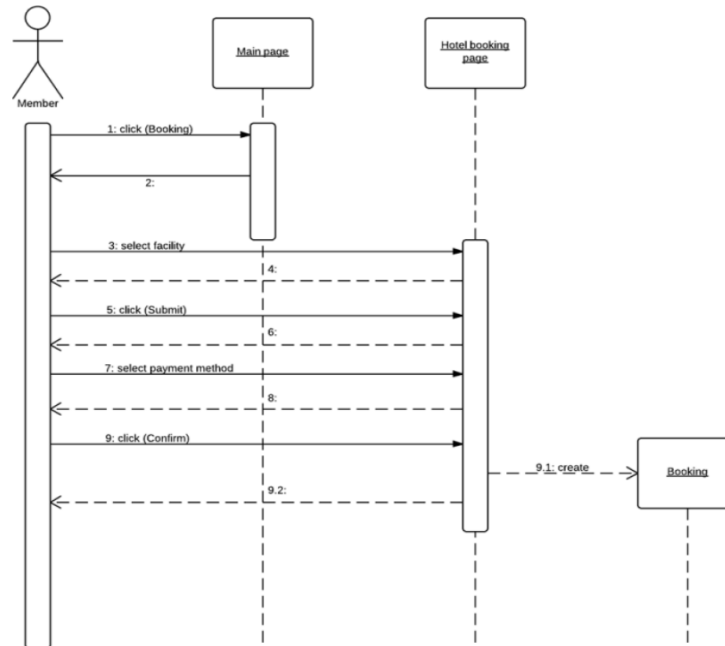 Main page
Hotel booking
page
Member
1: click (Booking)
2:
3: select facility
4:
5: click (Submit)
6:
7: select payment method
8:
9: click (Confirm)
9.1: create
Booking
9.2: